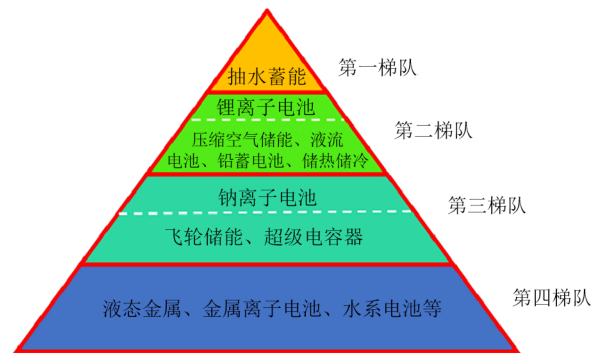 抽水蓄能
第一梯队
锂离子电池
压缩空气储能、液流
电池、铅蓄电池、储热储冷
第二梯队
钠离子电池
飞轮储能、超级电容器
第三梯队
液态金属、金属离子电池、水系电池等
第四梯队